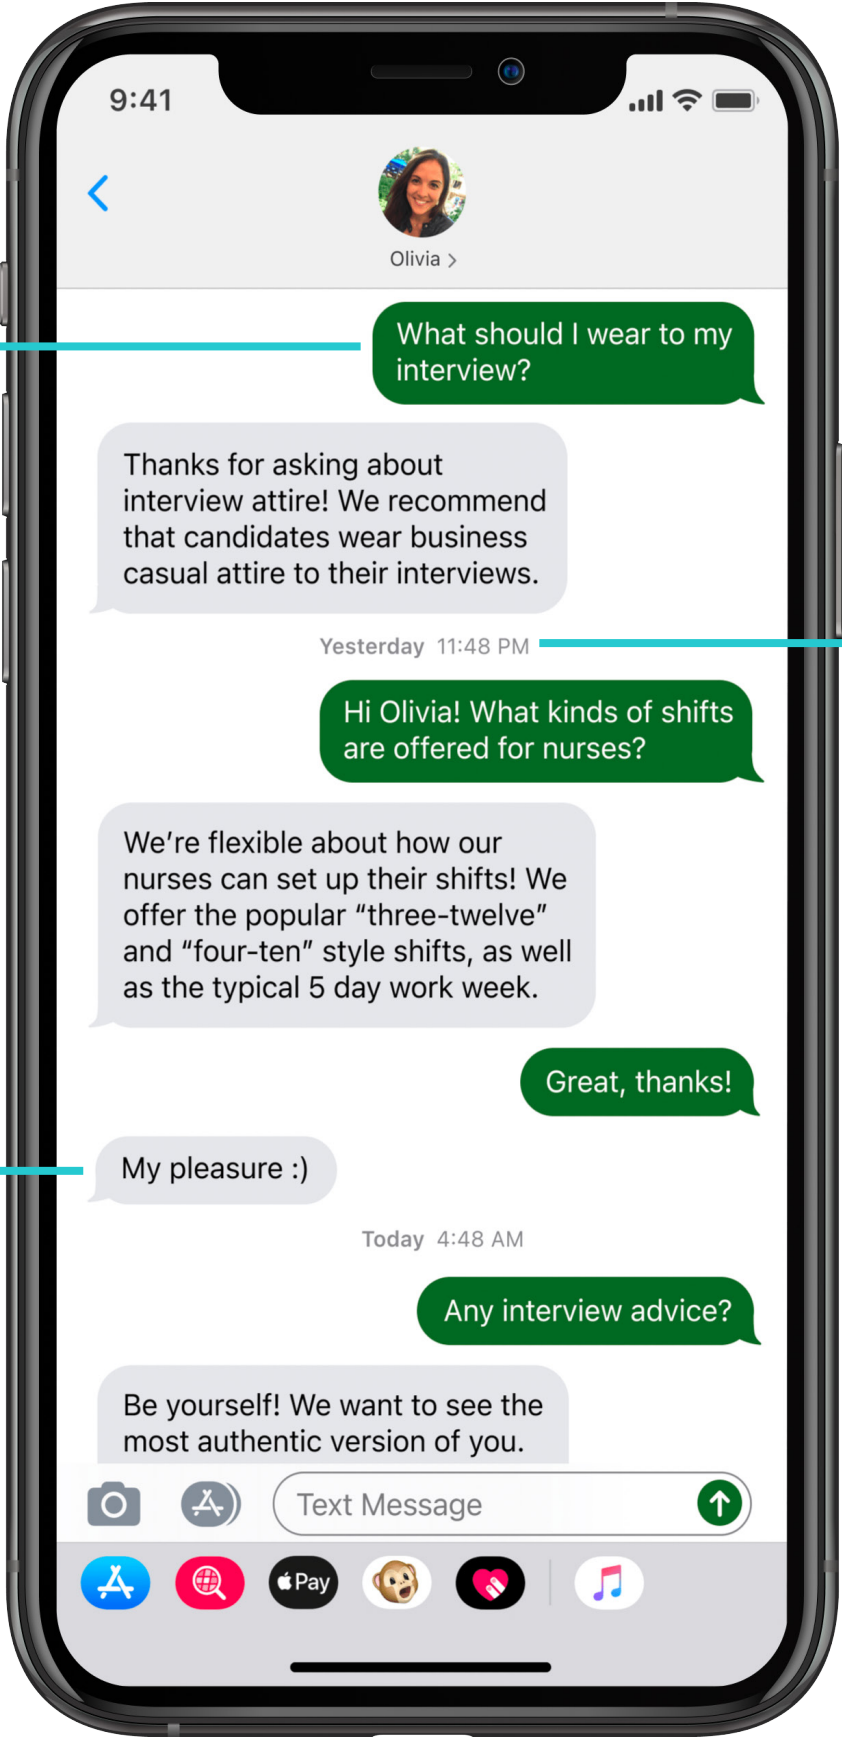 9:41
Olivia >
What should I wear to my
interview?
Thanks for asking about
interview attire! We recommend
that candidates wear business
casual attire to their interviews.
Yesterday 11:48 PM
Hi Olivia! What kinds of shifts
are offered for nurses?
We’re flexible about how our
nurses can set up their shifts! We
offer the popular “three-twelve”
and “four-ten” style shifts, as well
as the typical 5 day work week.
Great, thanks!
My pleasure :)
Today 4:48 AM
Any interview advice?
Be yourself! We want to see the
most authentic version of you.
Text Message
Pay